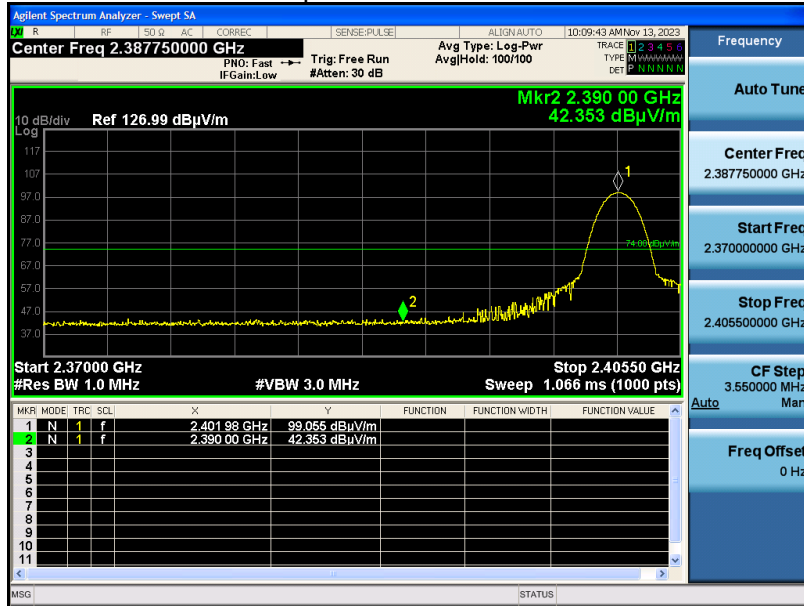 Agilent Spectrum Analyzer - Swept SA
LXI R RF 50 Ω AC CORREC SENSE:PULSE ALIGN AUTO 10:09:43 AM Nov 13, 2023
Center Freq 2.387750000 GHz
PNO: Fast
IFGain:Low
Trig: Free Run
#Atten: 30 dB
Avg Type: Log-Pwr
Avg|Hold: 100/100
TRACE 1 2 3 4 5 6
TYPE M
DET P N N N N N
Mkr2 2.390 00 GHz
42.353 dBµV/m
10 dB/div Ref 126.99 dBµV/m
Log
117
107
97.0
87.0
77.0
67.0
57.0
47.0
37.0
1
2
74.00 dBµV/m
Start 2.37000 GHz Stop 2.40550 GHz
#Res BW 1.0 MHz #VBW 3.0 MHz Sweep 1.066 ms (1000 pts)
MKR MODE TRC SCL X Y FUNCTION FUNCTION WIDTH FUNCTION VALUE
1 N 1 f 2.401 98 GHz 99.055 dBµV/m
2 N 1 f 2.390 00 GHz 42.353 dBµV/m
3
4
5
6
7
8
9
10
11
MSG STATUS
Frequency
Auto Tune
Center Freq
2.387750000 GHz
Start Freq
2.370000000 GHz
Stop Freq
2.405500000 GHz
CF Step
3.550000 MHz
Auto Man
Freq Offset
0 Hz